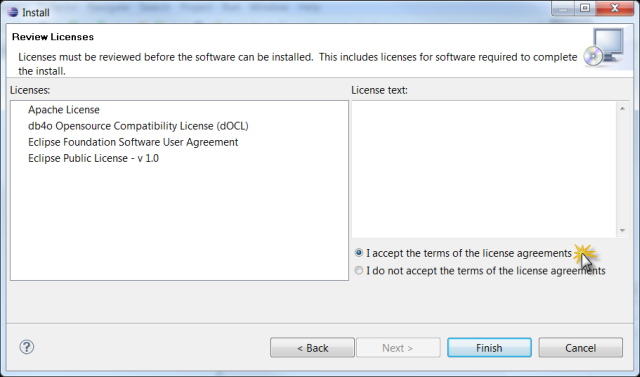 Install
Review Licenses
Licenses must be reviewed before the software can be installed. This includes licenses for software required to complete
the install.
Licenses:
License text:
Apache License
db4o Opensource Compatibility License (dOCL)
Eclipse Foundation Software User Agreement
Eclipse Public License - v 1.0
I accept the terms of the license agreements
I do not accept the terms of the license agreements
?
< Back
Next >
Finish
Cancel